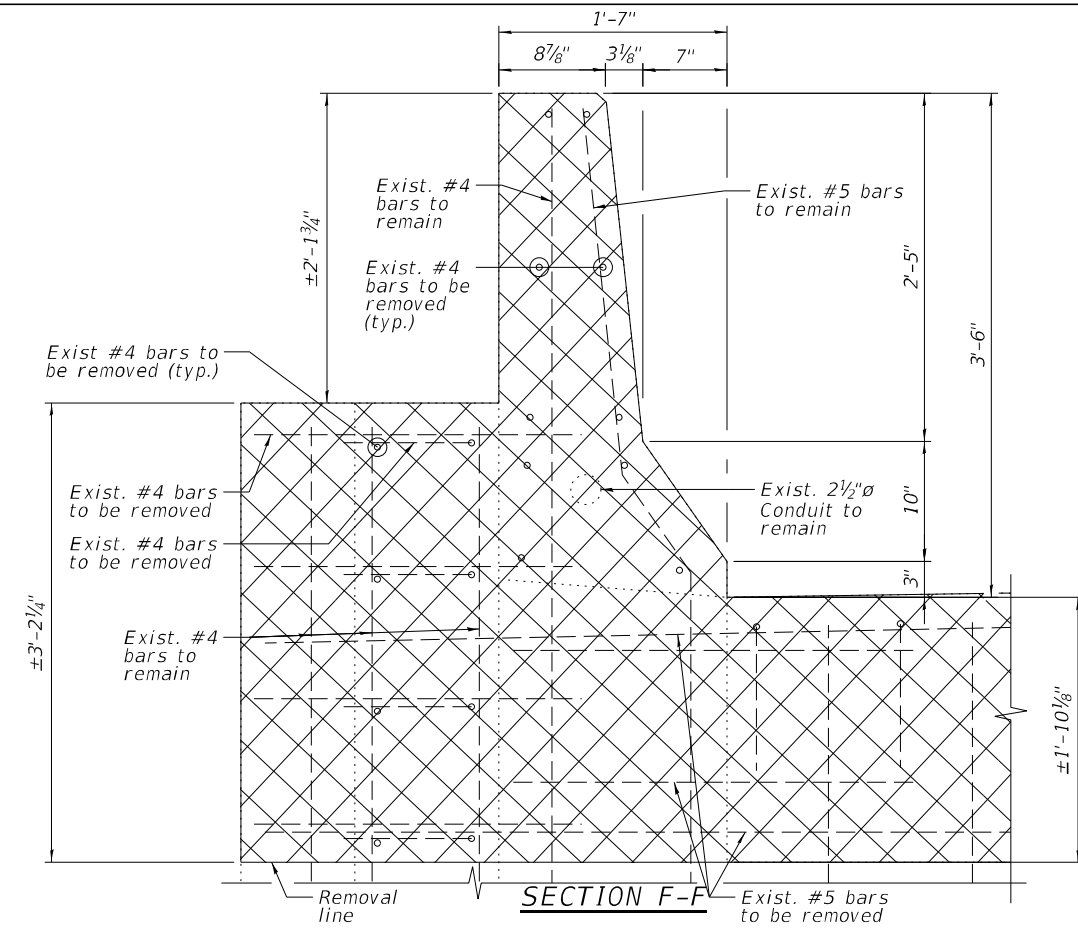 1'-7"
8⅞"
3⅛"
7"
Exist. #4
bars to
remain
Exist. #5 bars
to remain
±2'-1¾"
2'-5"
Exist. #4
bars to be
removed
(typ.)
3'-6"
Exist #4 bars to
be removed (typ.)
Exist. #4 bars
to be removed
Exist. 2½"ø
Conduit to
remain
10"
Exist. #4 bars
to be removed
3"
±3'-2¼"
Exist. #4
bars to
remain
±1'-10⅛"
Removal
line
SECTION F-F
Exist. #5 bars
to be removed